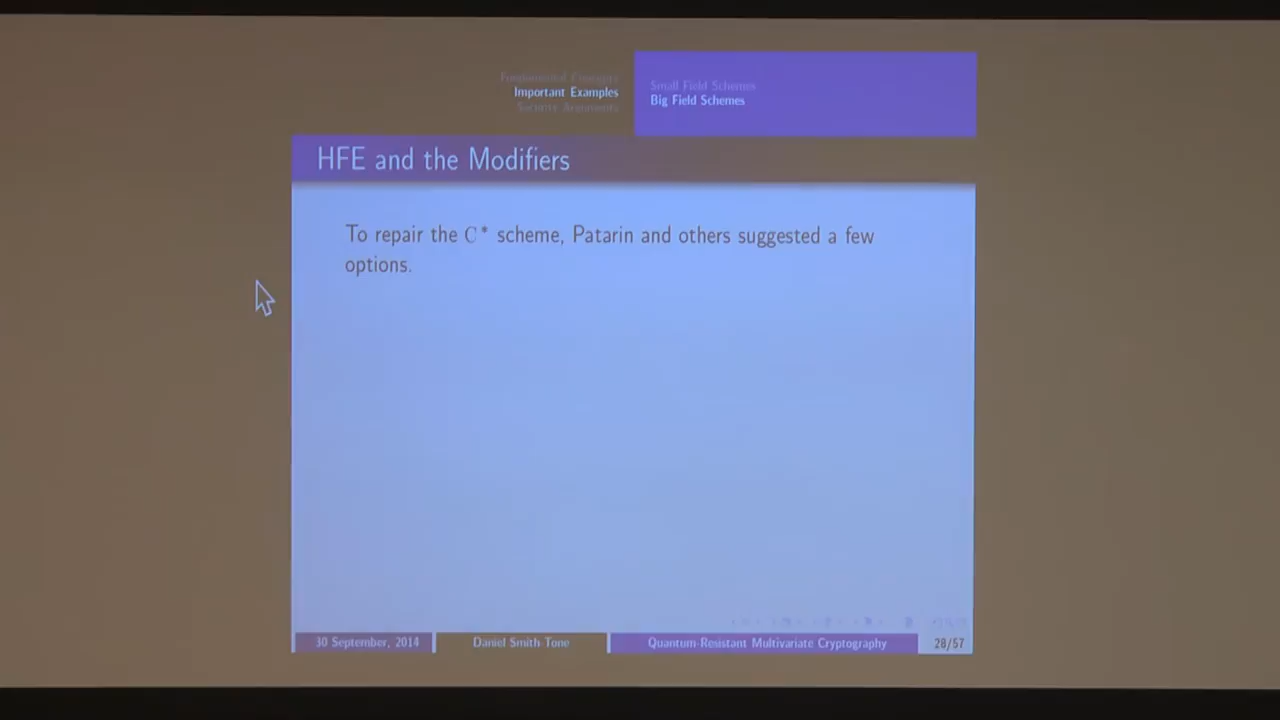 Fundamental Concepts
Important Examples
Security Arguments
Small Field Schemes
Big Field Schemes
HFE and the Modifiers
To repair the C* scheme, Patarin and others suggested a few
options.
30 September, 2014
Daniel Smith-Tone
Quantum-Resistant Multivariate Cryptography
28/57